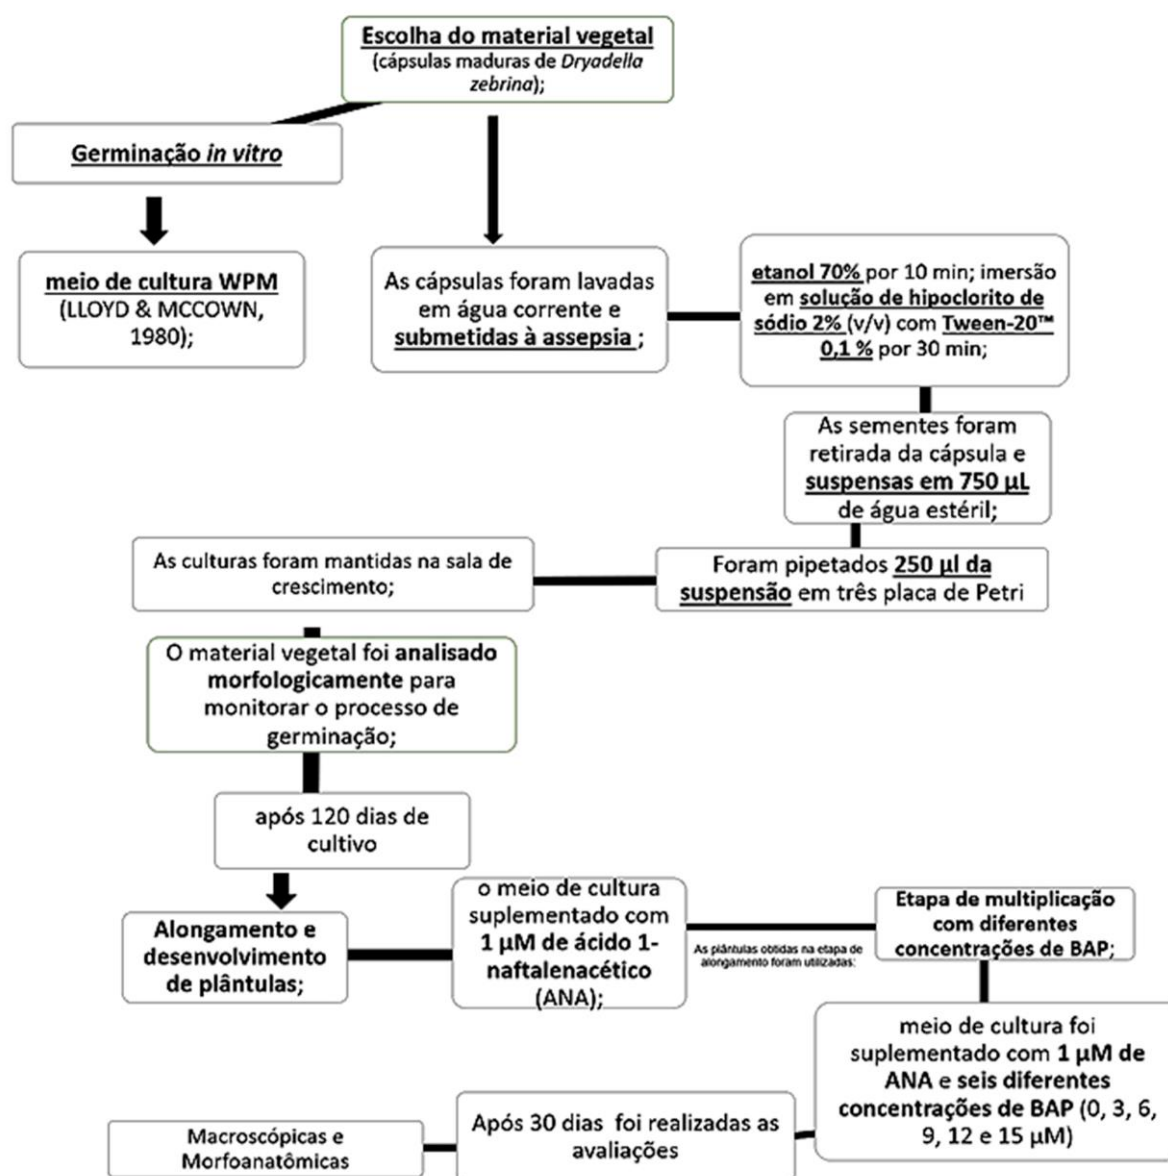 Escolha do material vegetal
(cápsulas maduras de Dryadella
zebrina);
Germinação in vitro
meio de cultura WPM
(LLOYD & MCCOWN,
1980);
As cápsulas foram lavadas
em água corrente e
submetidas à assepsia ;
etanol 70% por 10 min; imersão
em solução de hipoclorito de
sódio 2% (v/v) com Tween-20™
0,1 % por 30 min;
As sementes foram
retirada da cápsula e
suspensas em 750 µL
de água estéril;
Foram pipetados 250 µl da
suspensão em três placa de Petri
As culturas foram mantidas na sala de
crescimento;
O material vegetal foi analisado
morfologicamente para
monitorar o processo de
germinação;
após 120 dias de
cultivo
Alongamento e
desenvolvimento
de plântulas;
o meio de cultura
suplementado com
1 µM de ácido 1-
naftalenacético
(ANA);
As plântulas obtidas na etapa de
alongamento foram utilizadas:
Etapa de multiplicação
com diferentes
concentrações de BAP;
meio de cultura foi
suplementado com 1 µM de
ANA e seis diferentes
concentrações de BAP (0, 3, 6,
9, 12 e 15 µM)
Após 30 dias foi realizadas as
avaliações
Macroscópicas e
Morfoanatômicas